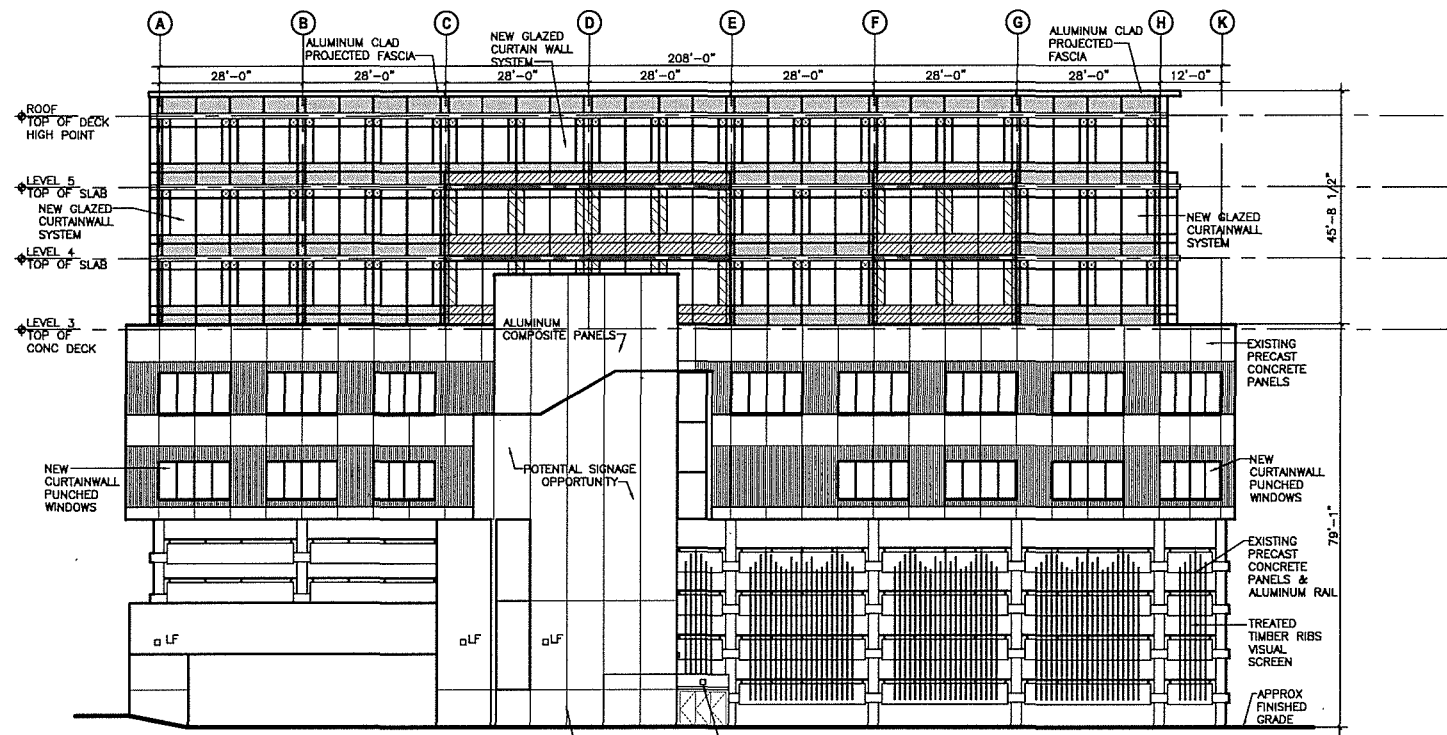 A B C D E F G H K
ALUMINUM CLAD
PROJECTED FASCIA
NEW GLAZED
CURTAIN WALL
SYSTEM
208'-0"
ALUMINUM CLAD
PROJECTED
FASCIA
28'-0" 28'-0" 28'-0" 28'-0" 28'-0" 28'-0" 28'-0" 12'-0"
ROOF
TOP OF DECK
HIGH POINT
LEVEL 5
TOP OF SLAB
NEW GLAZED
CURTAINWALL
SYSTEM
LEVEL 4
TOP OF SLAB
LEVEL 3
TOP OF
CONC DECK
NEW GLAZED
CURTAINWALL
SYSTEM
45'-8 1/2"
ALUMINUM
COMPOSITE PANELS
EXISTING
PRECAST
CONCRETE
PANELS
NEW
CURTAINWALL
PUNCHED
WINDOWS
POTENTIAL SIGNAGE
OPPORTUNITY
NEW
CURTAINWALL
PUNCHED
WINDOWS
79'-1"
EXISTING
PRECAST
CONCRETE
PANELS &
ALUMINUM RAIL
LF LF LF
TREATED
TIMBER RIBS
VISUAL
SCREEN
APPROX
FINISHED
GRADE